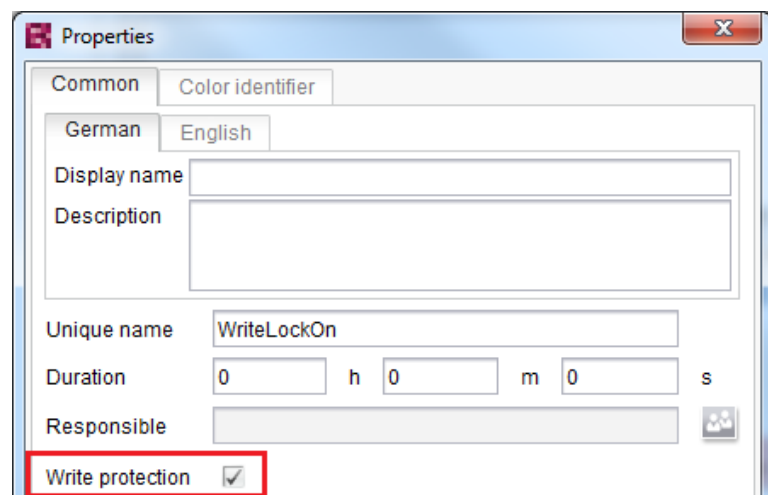 Properties
Common Color identifier
German English
Display name
Description
Unique name WriteLockOn
Duration 0 h 0 m 0 s
Responsible
Write protection